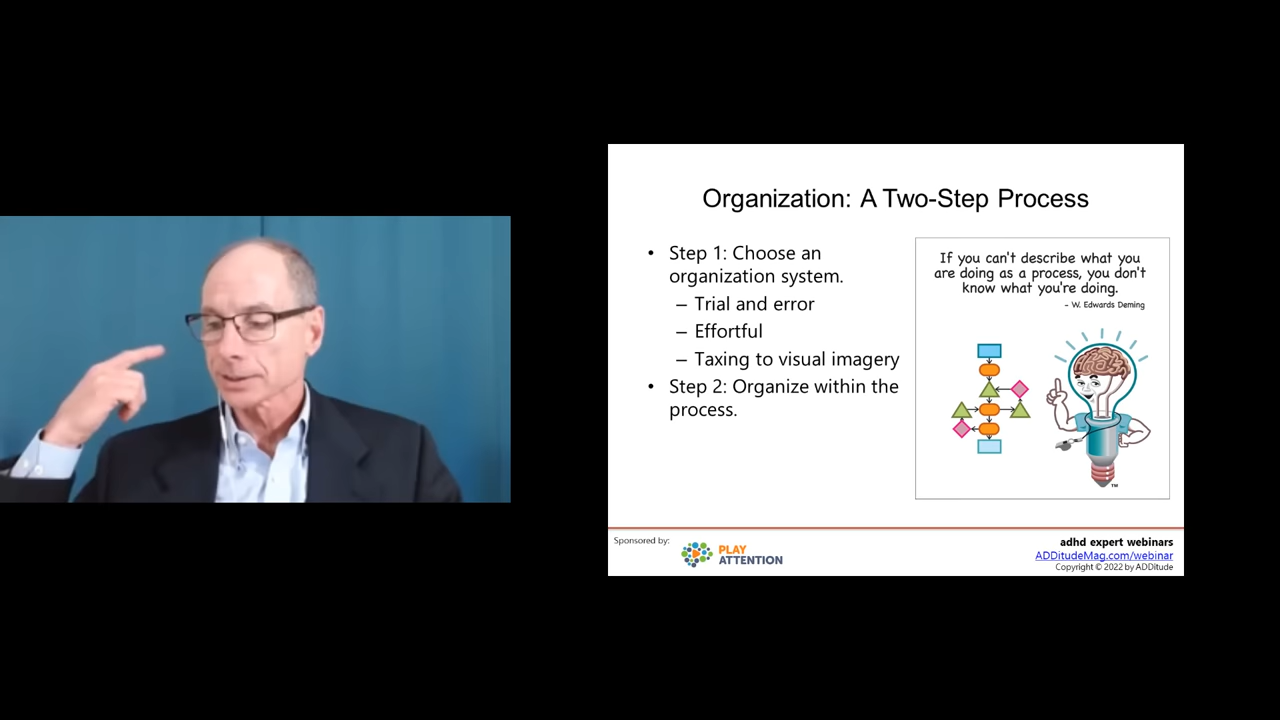 Organization: A Two-Step Process
• Step 1: Choose an
organization system.
– Trial and error
– Effortful
– Taxing to visual imagery
• Step 2: Organize within the
process.
If you can't describe what you
are doing as a process, you don't
know what you're doing.
– W. Edwards Deming
TM
Sponsored by:
PLAY
ATTENTION
adhd expert webinars
ADDitudeMag.com/webinar
Copyright © 2022 by ADDitude